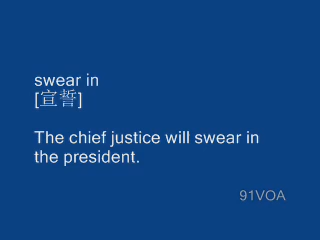 swear in
[宣誓]
The chief justice will swear in
the president.
91VOA